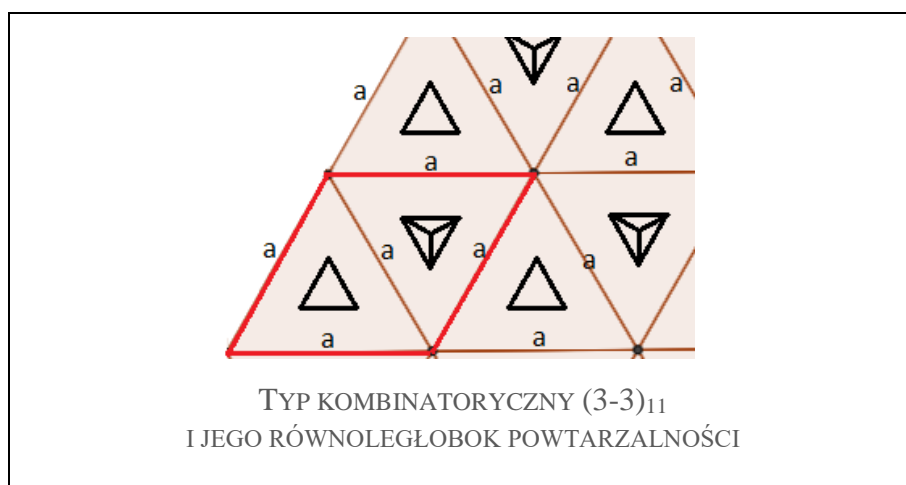 a a a a
a a
a a a a
a a
TYP KOMBINATORYCZNY (3-3)₁₁
I JEGO RÓWNOLEGŁOBOK POWTARZALNOŚCI